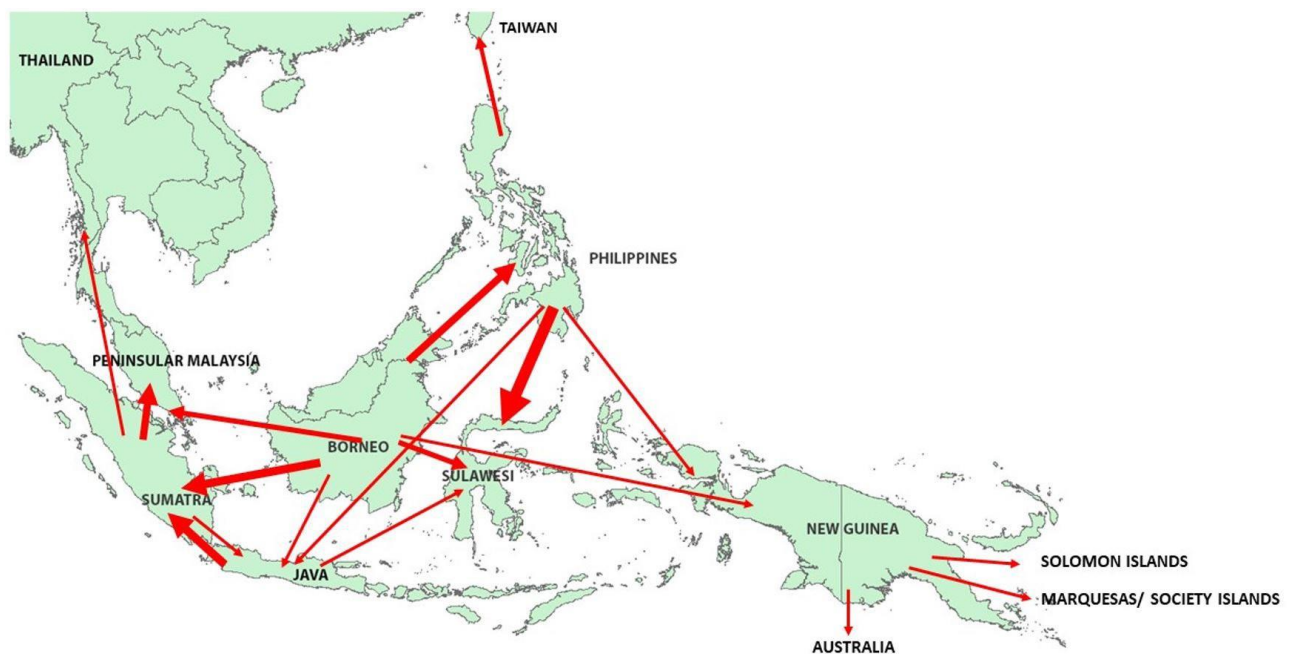 TAIWAN
THAILAND
PHILIPPINES
PENINSULAR MALAYSIA
BORNEO
SULAWESI
SUMATRA
NEW GUINEA
SOLOMON ISLANDS
JAVA
MARQUESAS/ SOCIETY ISLANDS
AUSTRALIA